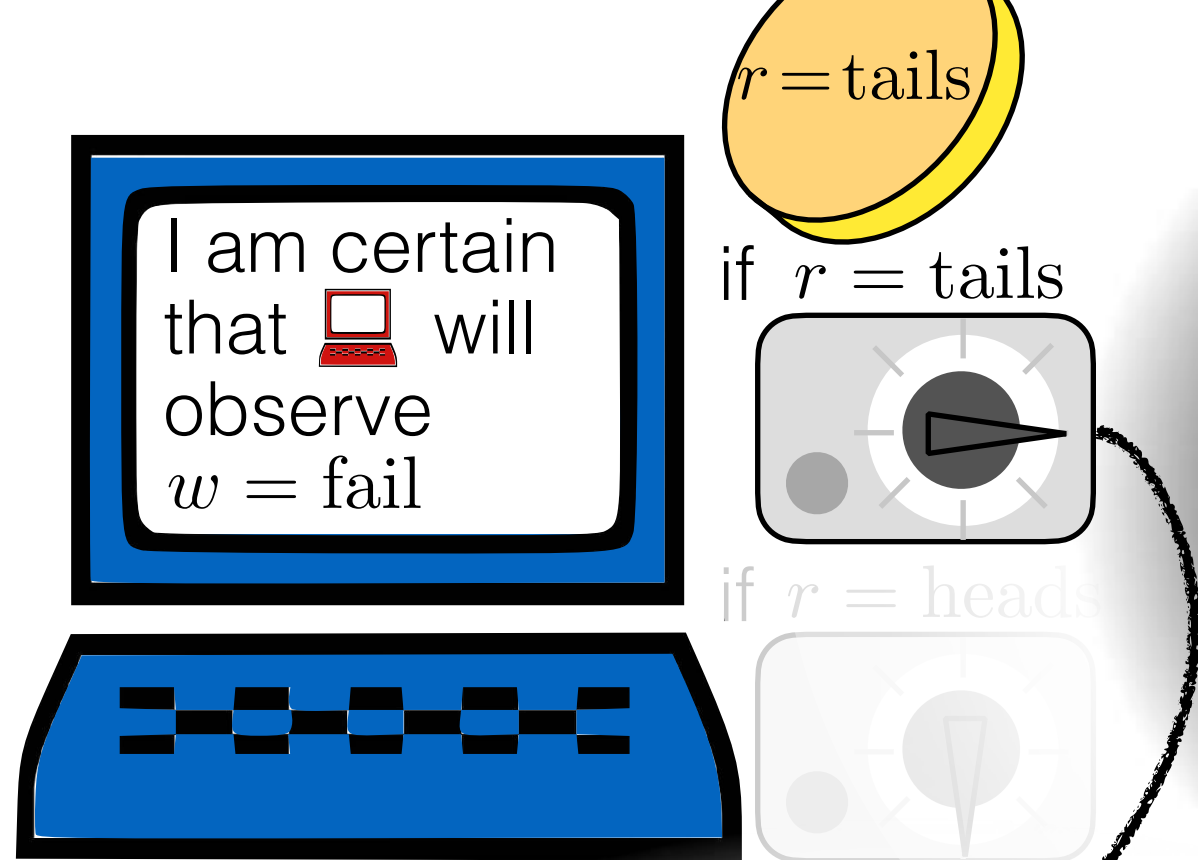 r = tails
I am certain
that will
observe
w = fail
if r = tails
if r = heads